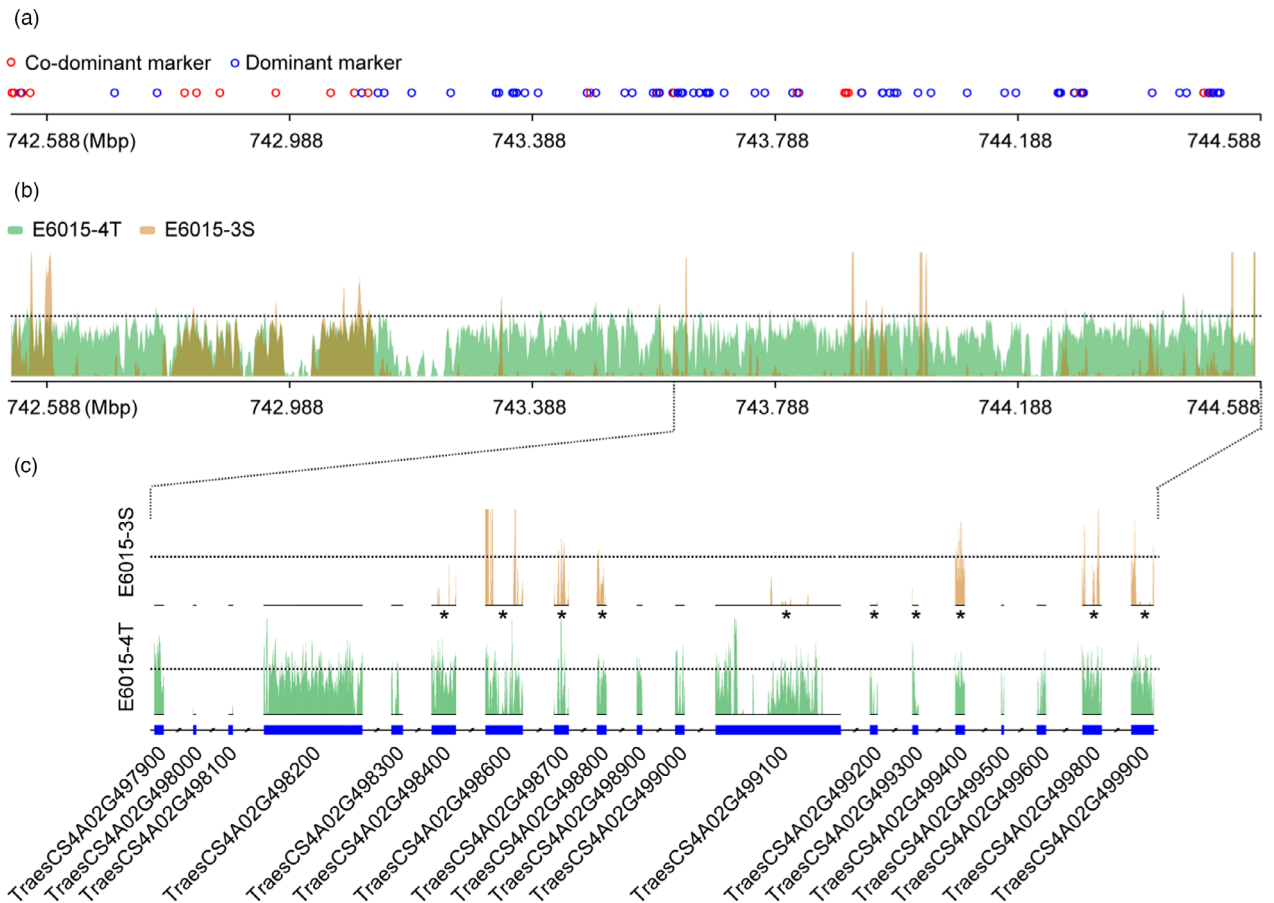 (a)
Co-dominant marker Dominant marker
742.588 (Mbp) 742.988 743.388 743.788 744.188 744.588
(b)
E6015-4T E6015-3S
742.588 (Mbp) 742.988 743.388 743.788 744.188 744.588
(c)
E6015-3S
* * * * * * * * * *
E6015-4T
TraesCS4A02G497900
TraesCS4A02G498000
TraesCS4A02G498100
TraesCS4A02G498200
TraesCS4A02G498300
TraesCS4A02G498400
TraesCS4A02G498600
TraesCS4A02G498700
TraesCS4A02G498800
TraesCS4A02G498900
TraesCS4A02G499000
TraesCS4A02G499100
TraesCS4A02G499200
TraesCS4A02G499300
TraesCS4A02G499400
TraesCS4A02G499500
TraesCS4A02G499600
TraesCS4A02G499800
TraesCS4A02G499900